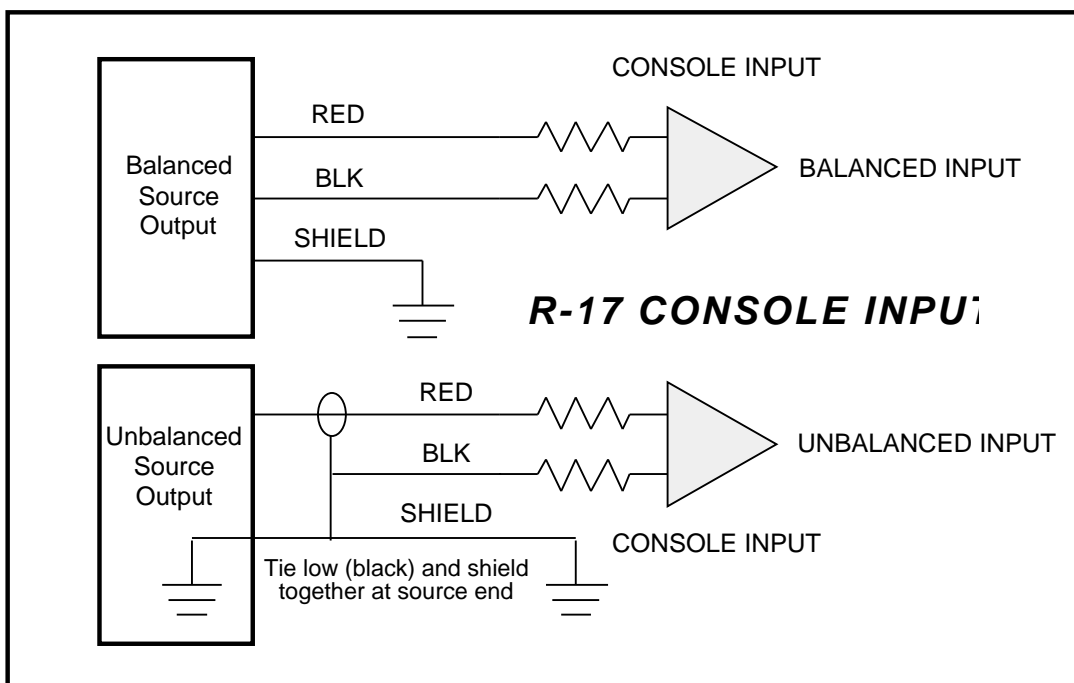 CONSOLE INPUT
RED
Balanced
Source
Output
BALANCED INPUT
BLK
SHIELD
R-17 CONSOLE INPUT
RED
Unbalanced
Source
Output
UNBALANCED INPUT
BLK
SHIELD
CONSOLE INPUT
Tie low (black) and shield
together at source end